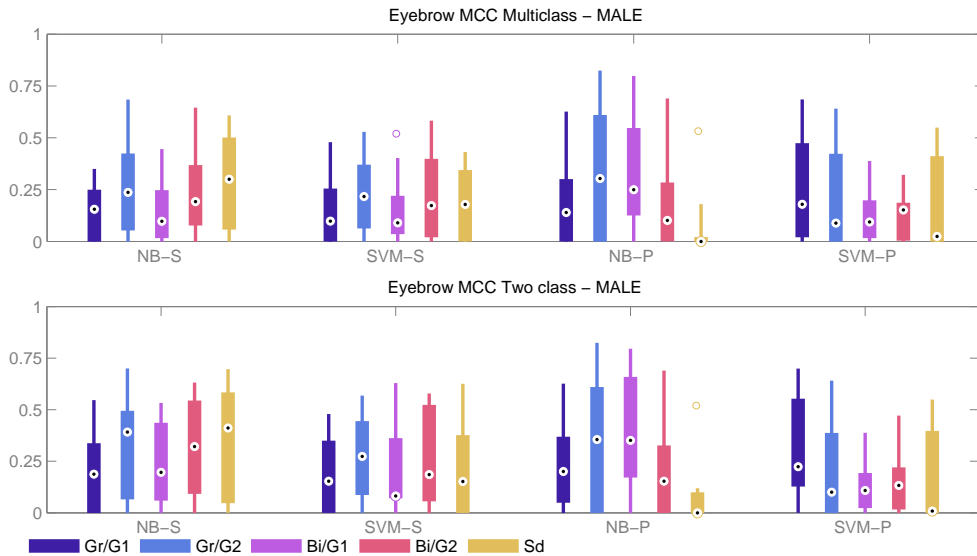 Eyebrow MCC Multiclass – MALE
1
0.75
0.5
0.25
0
NB–S SVM–S NB–P SVM–P
Eyebrow MCC Two class – MALE
1
0.75
0.5
0.25
0
NB–S SVM–S NB–P SVM–P
Gr/G1 Gr/G2 Bi/G1 Bi/G2 Sd